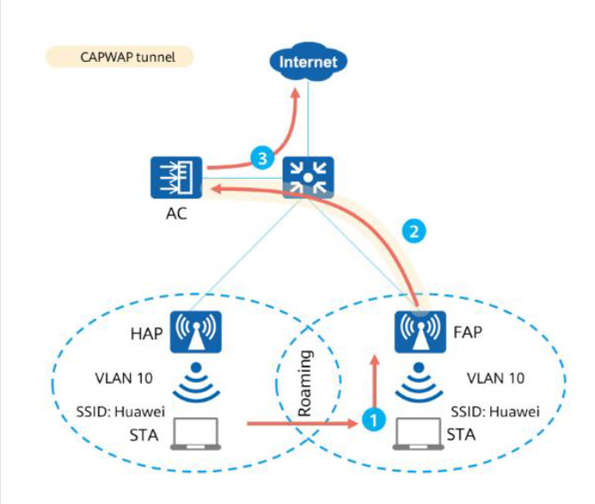 CAPWAP tunnel
Internet
3
AC
2
HAP
FAP
VLAN 10
VLAN 10
Roaming
SSID: Huawei
SSID: Huawei
1
STA
STA